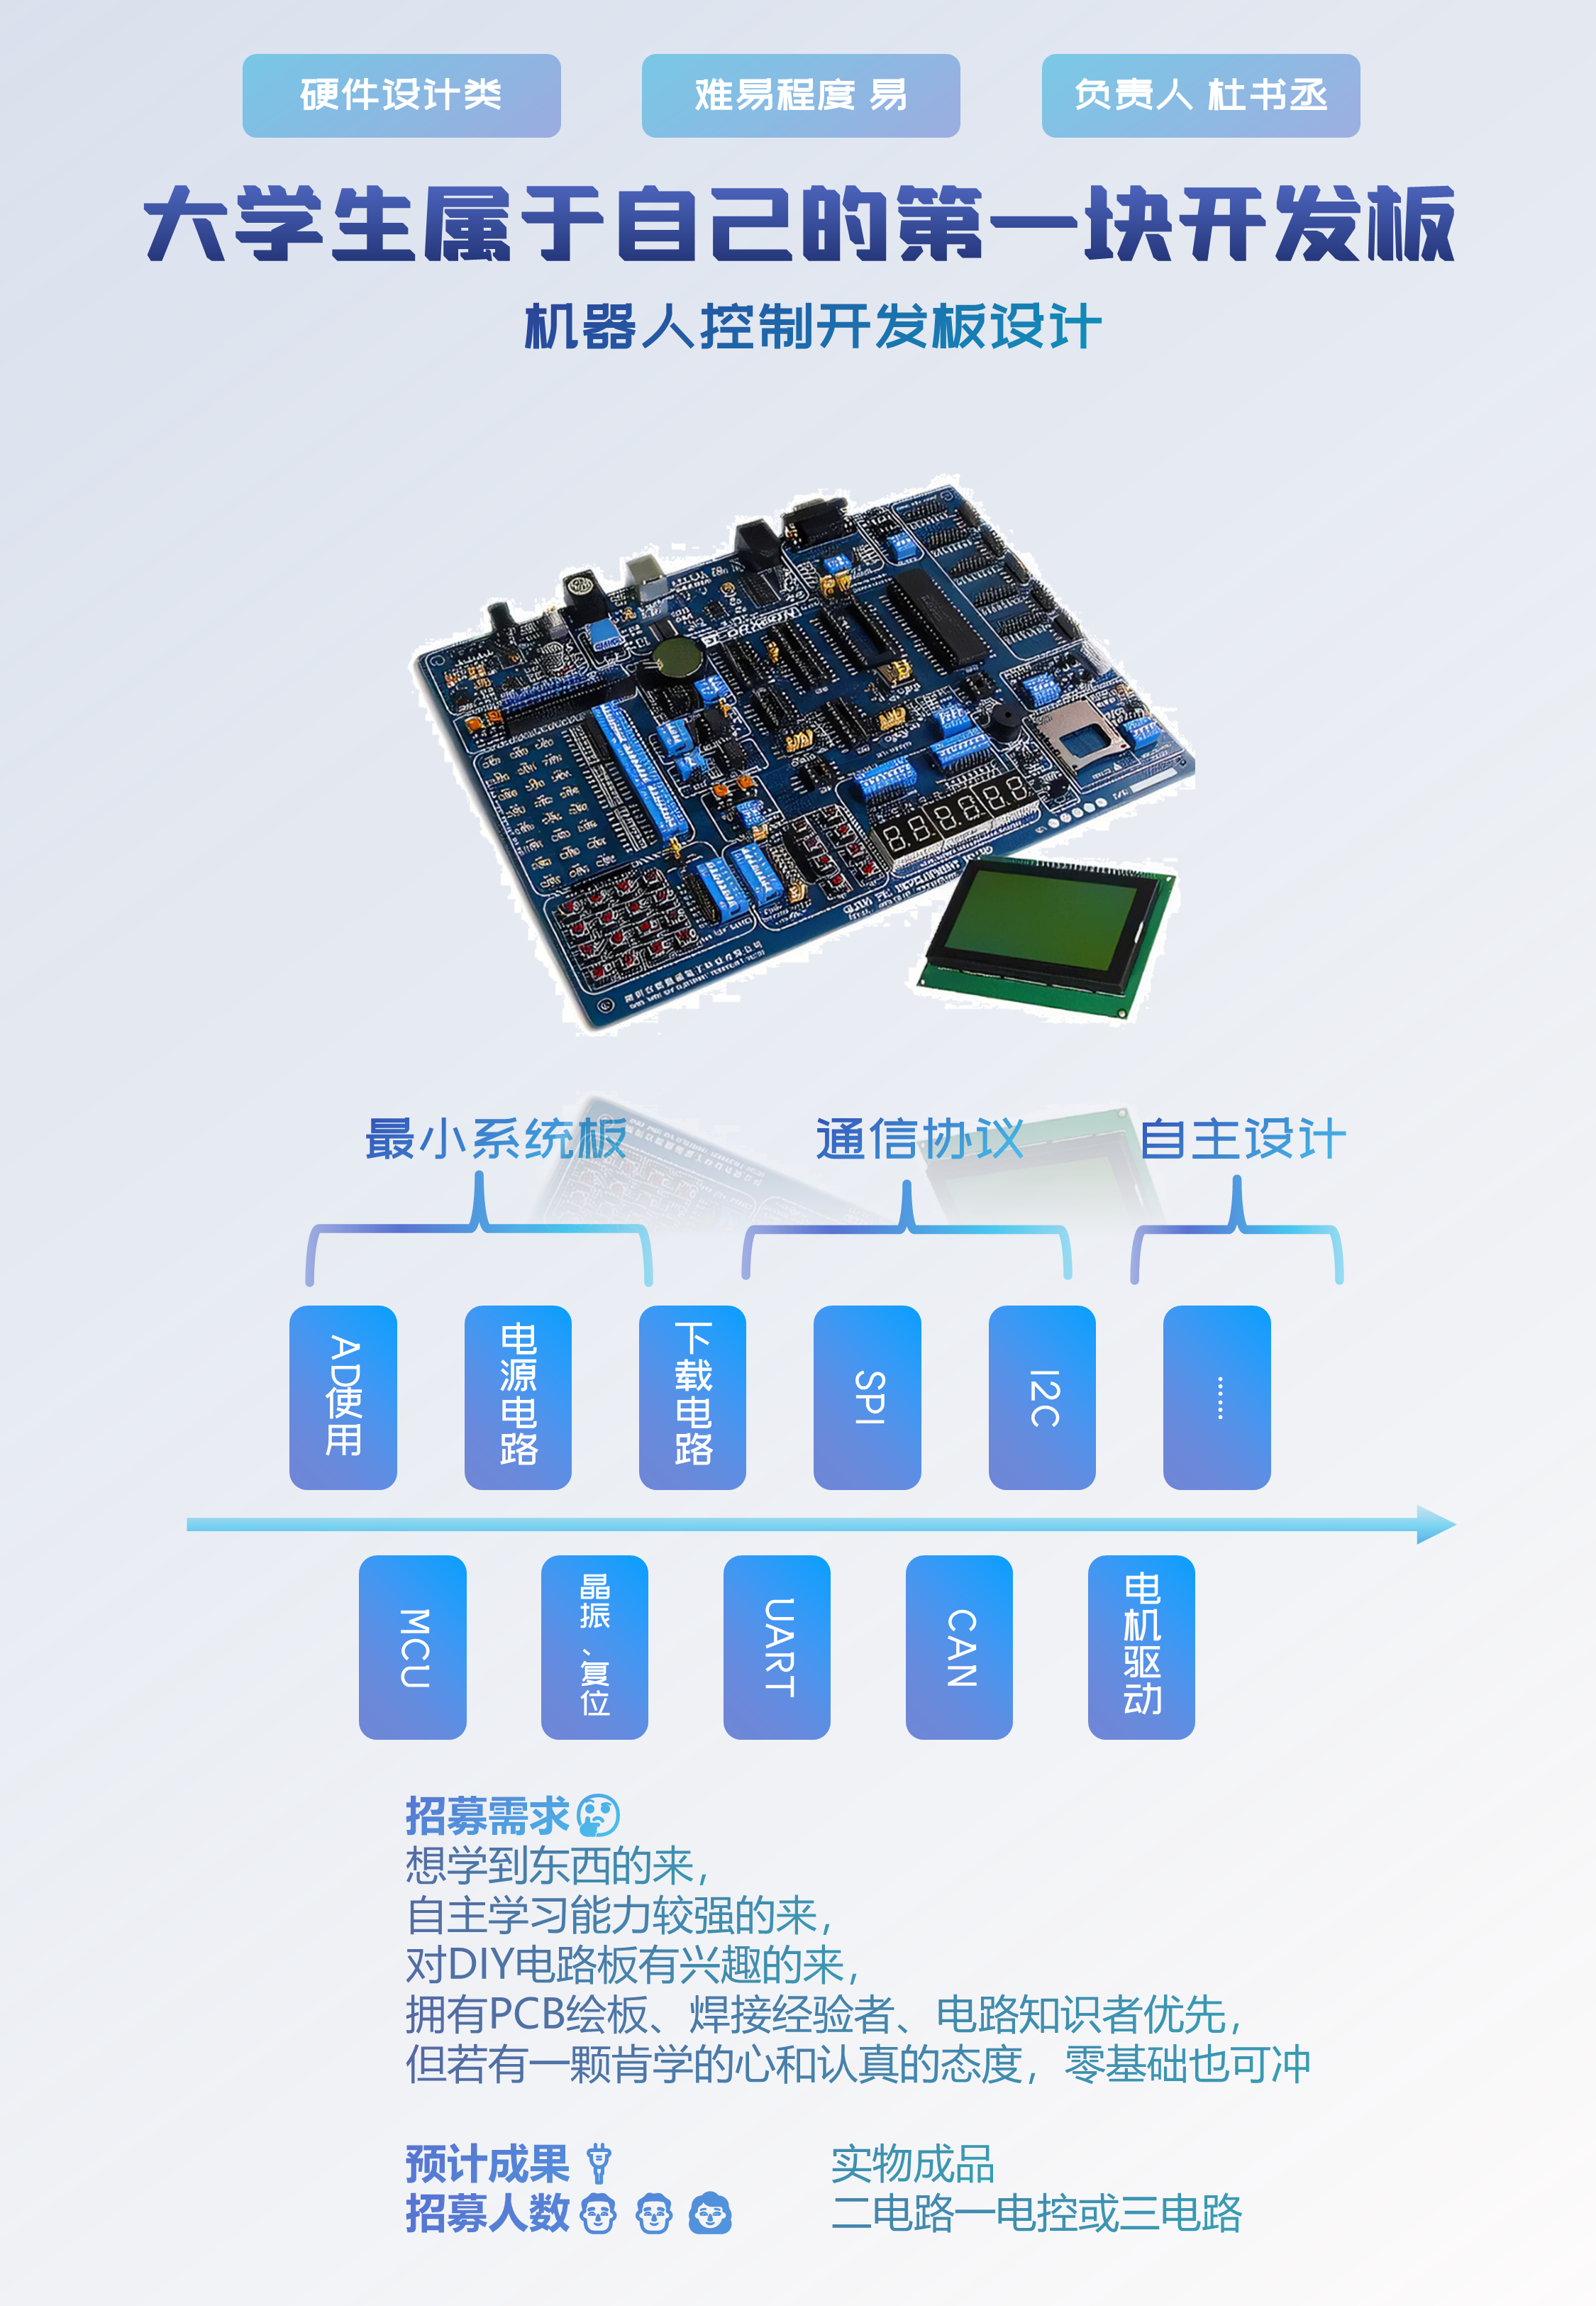 硬件设计类
难易程度 易
负责人 杜书丞
大学生属于自己的第一块开发板
机器人控制开发板设计
最小系统板
通信协议
自主设计
AD使用
电源电路
下载电路
SPI
I2C
......
MCU
晶振、复位
UART
CAN
电机驱动
招募需求
想学到东西的来，
自主学习能力较强的来，
对DIY电路板有兴趣的来，
拥有PCB绘板、焊接经验者、电路知识者优先，
但若有一颗肯学的心和认真的态度，零基础也可冲
预计成果 实物成品
招募人数 二电路一电控或三电路